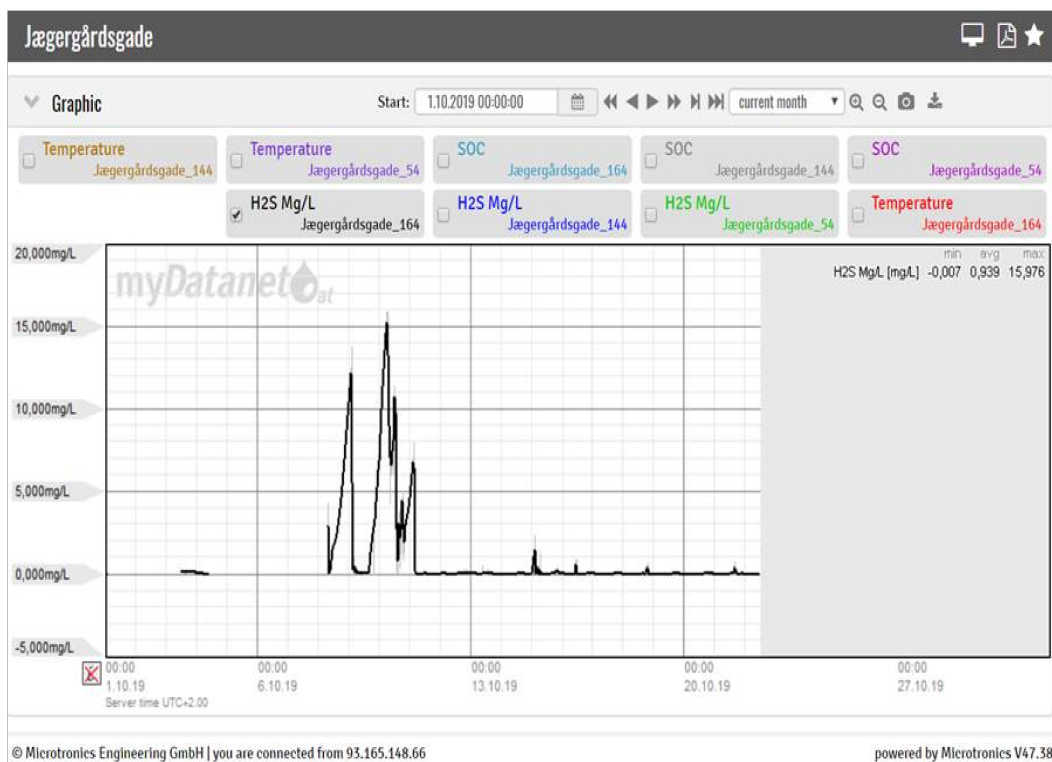 Jægergårdsgade
Graphic
Start: 1.10.2019 00:00:00 current month
Temperature Temperature SOC SOC SOC
Jægergårdsgade_144 Jægergårdsgade_54 Jægergårdsgade_164 Jægergårdsgade_144 Jægergårdsgade_54
H2S Mg/L H2S Mg/L H2S Mg/L Temperature
Jægergårdsgade_164 Jægergårdsgade_144 Jægergårdsgade_54 Jægergårdsgade_164
20,000mg/L
min avg max
H2S Mg/L [mg/L] -0,007 0,939 15,976
myDatanet.at
15,000mg/L
10,000mg/L
5,000mg/L
0,000mg/L
-5,000mg/L
00:00 00:00 00:00 00:00 00:00
1.10.19 6.10.19 13.10.19 20.10.19 27.10.19
Server time UTC+2.00
© Microtronics Engineering GmbH | you are connected from 93.165.148.66 powered by Microtronics V47.38